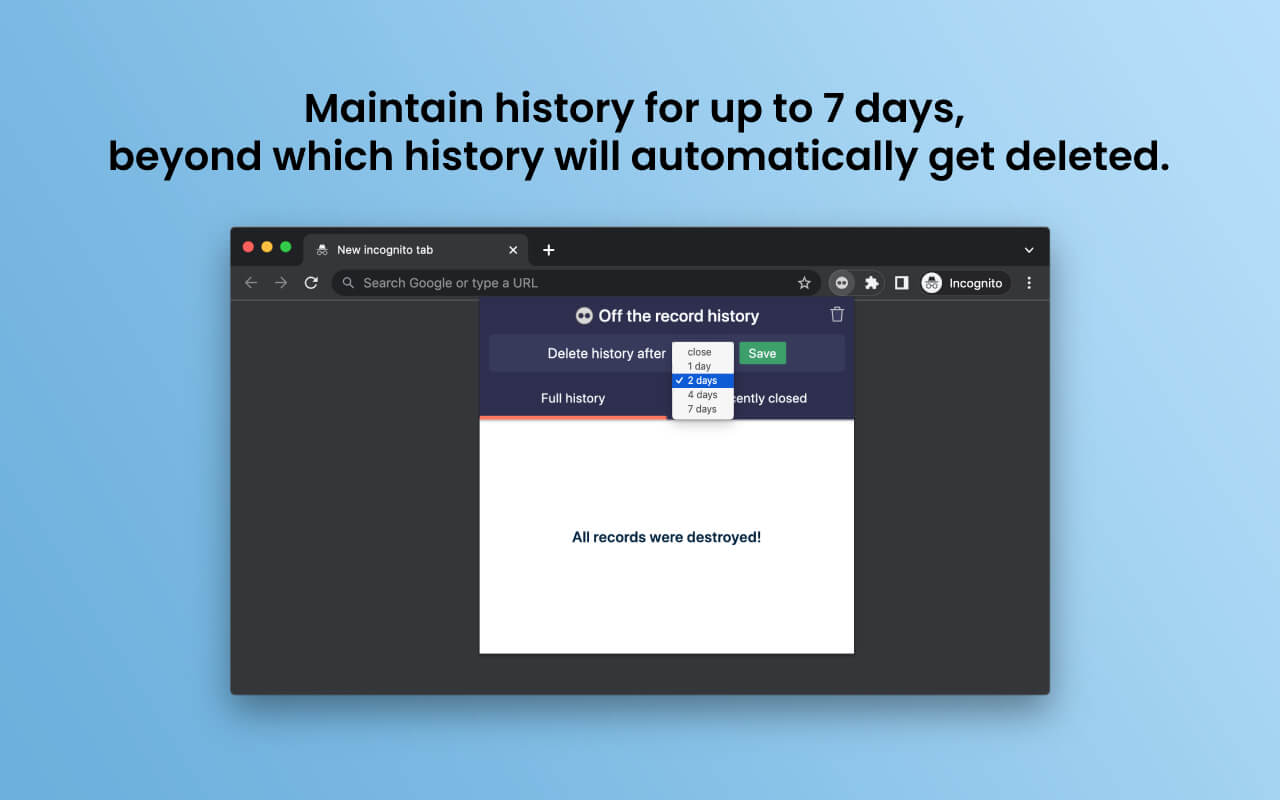 Maintain history for up to 7 days,
beyond which history will automatically get deleted.
New incognito tab
Search Google or type a URL
Incognito
Off the record history
Delete history after
close
1 day
2 days
4 days
7 days
Save
Full history
cently closed
All records were destroyed!